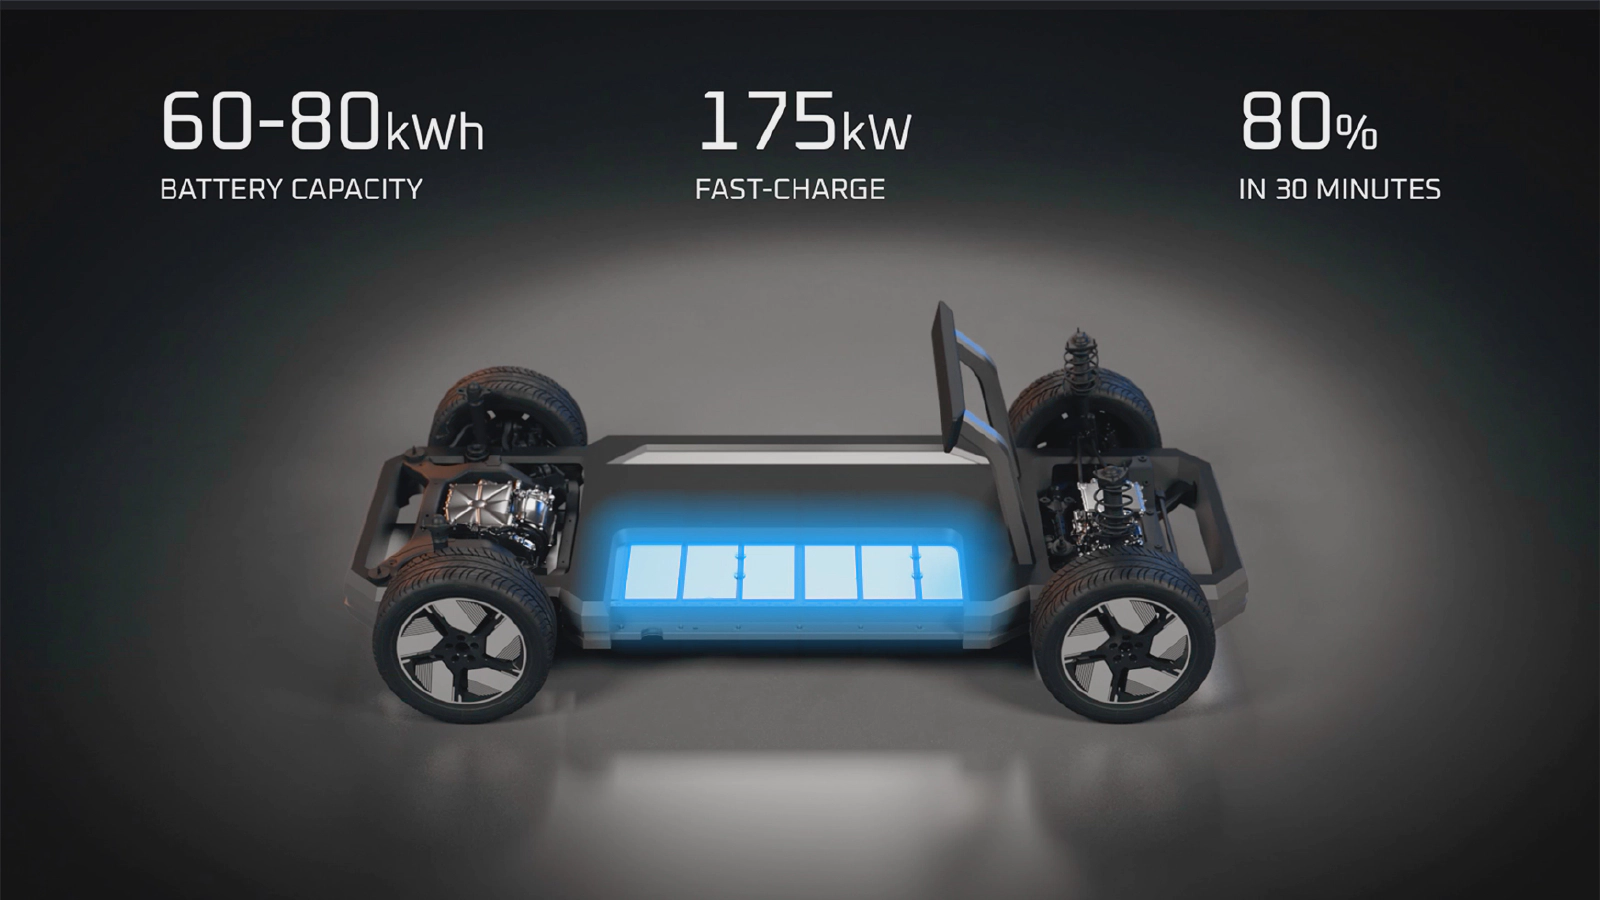 60-80kWh
BATTERY CAPACITY
175kW
FAST-CHARGE
80%
IN 30 MINUTES